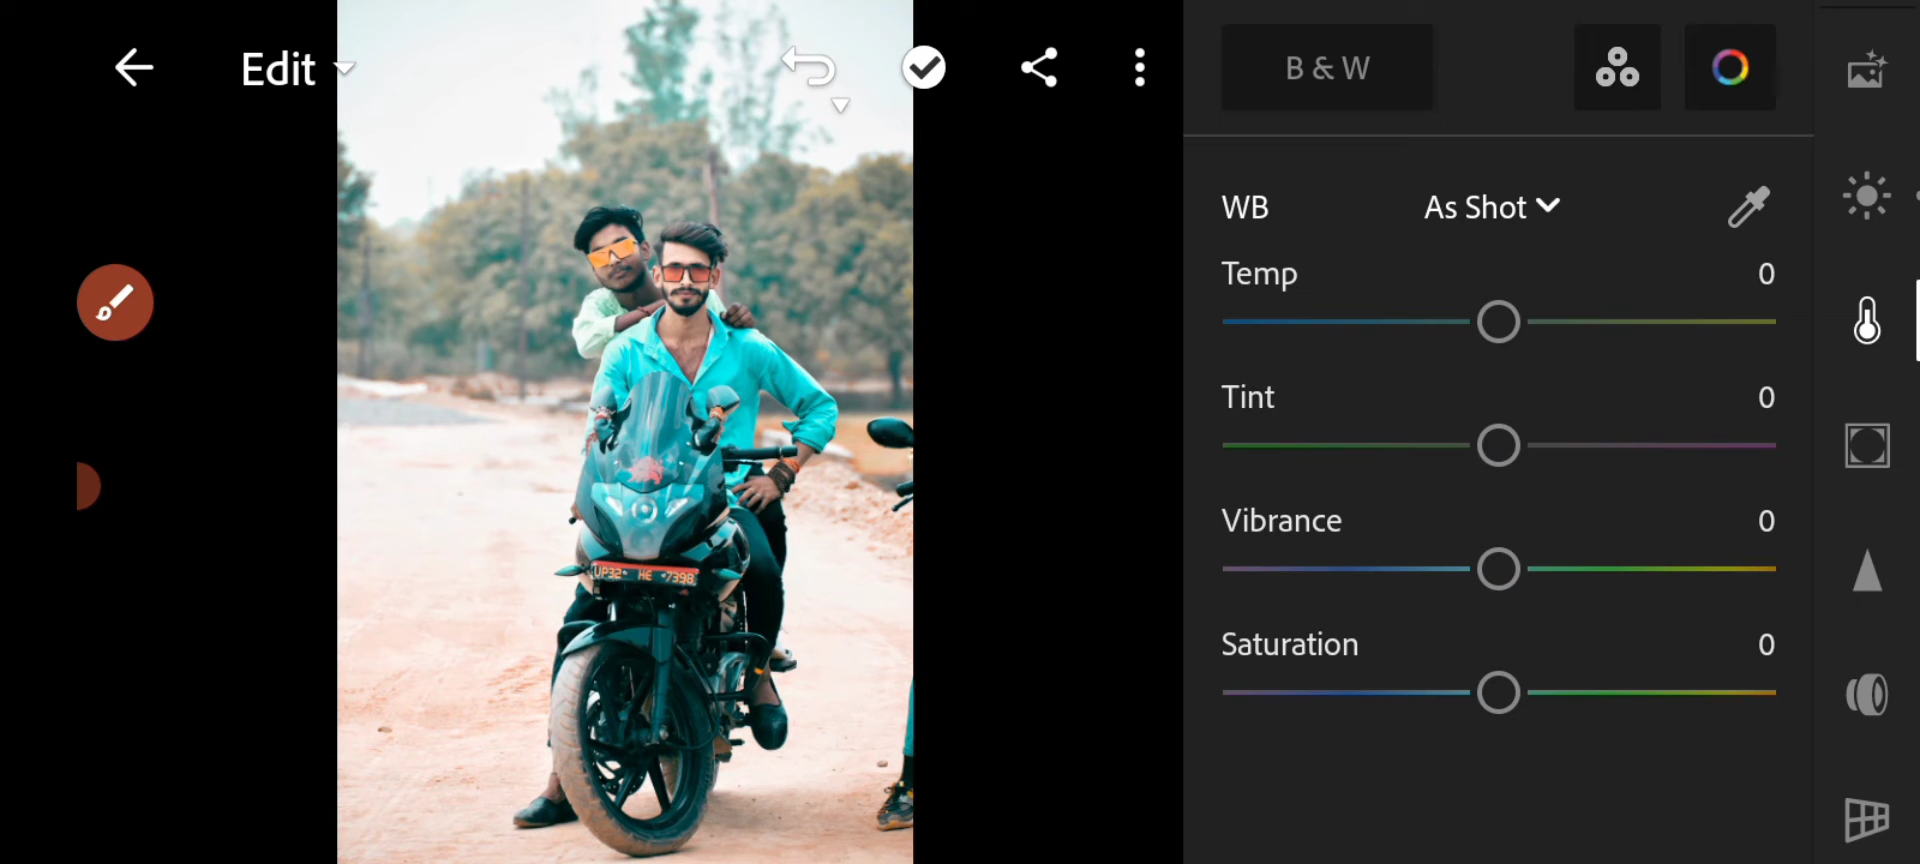 Edit
B & W
WB As Shot
Temp 0
Tint 0
Vibrance 0
Saturation 0
UP32 HE 7398